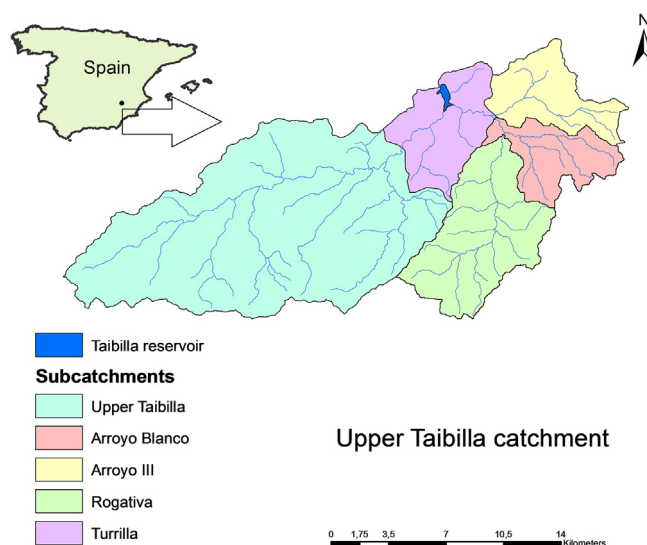 N
Spain
Taibilla reservoir
Subcatchments
Upper Taibilla
Arroyo Blanco
Arroyo III
Rogativa
Turrilla
Upper Taibilla catchment
0 1,75 3,5 7 10,5 14
Kilometers